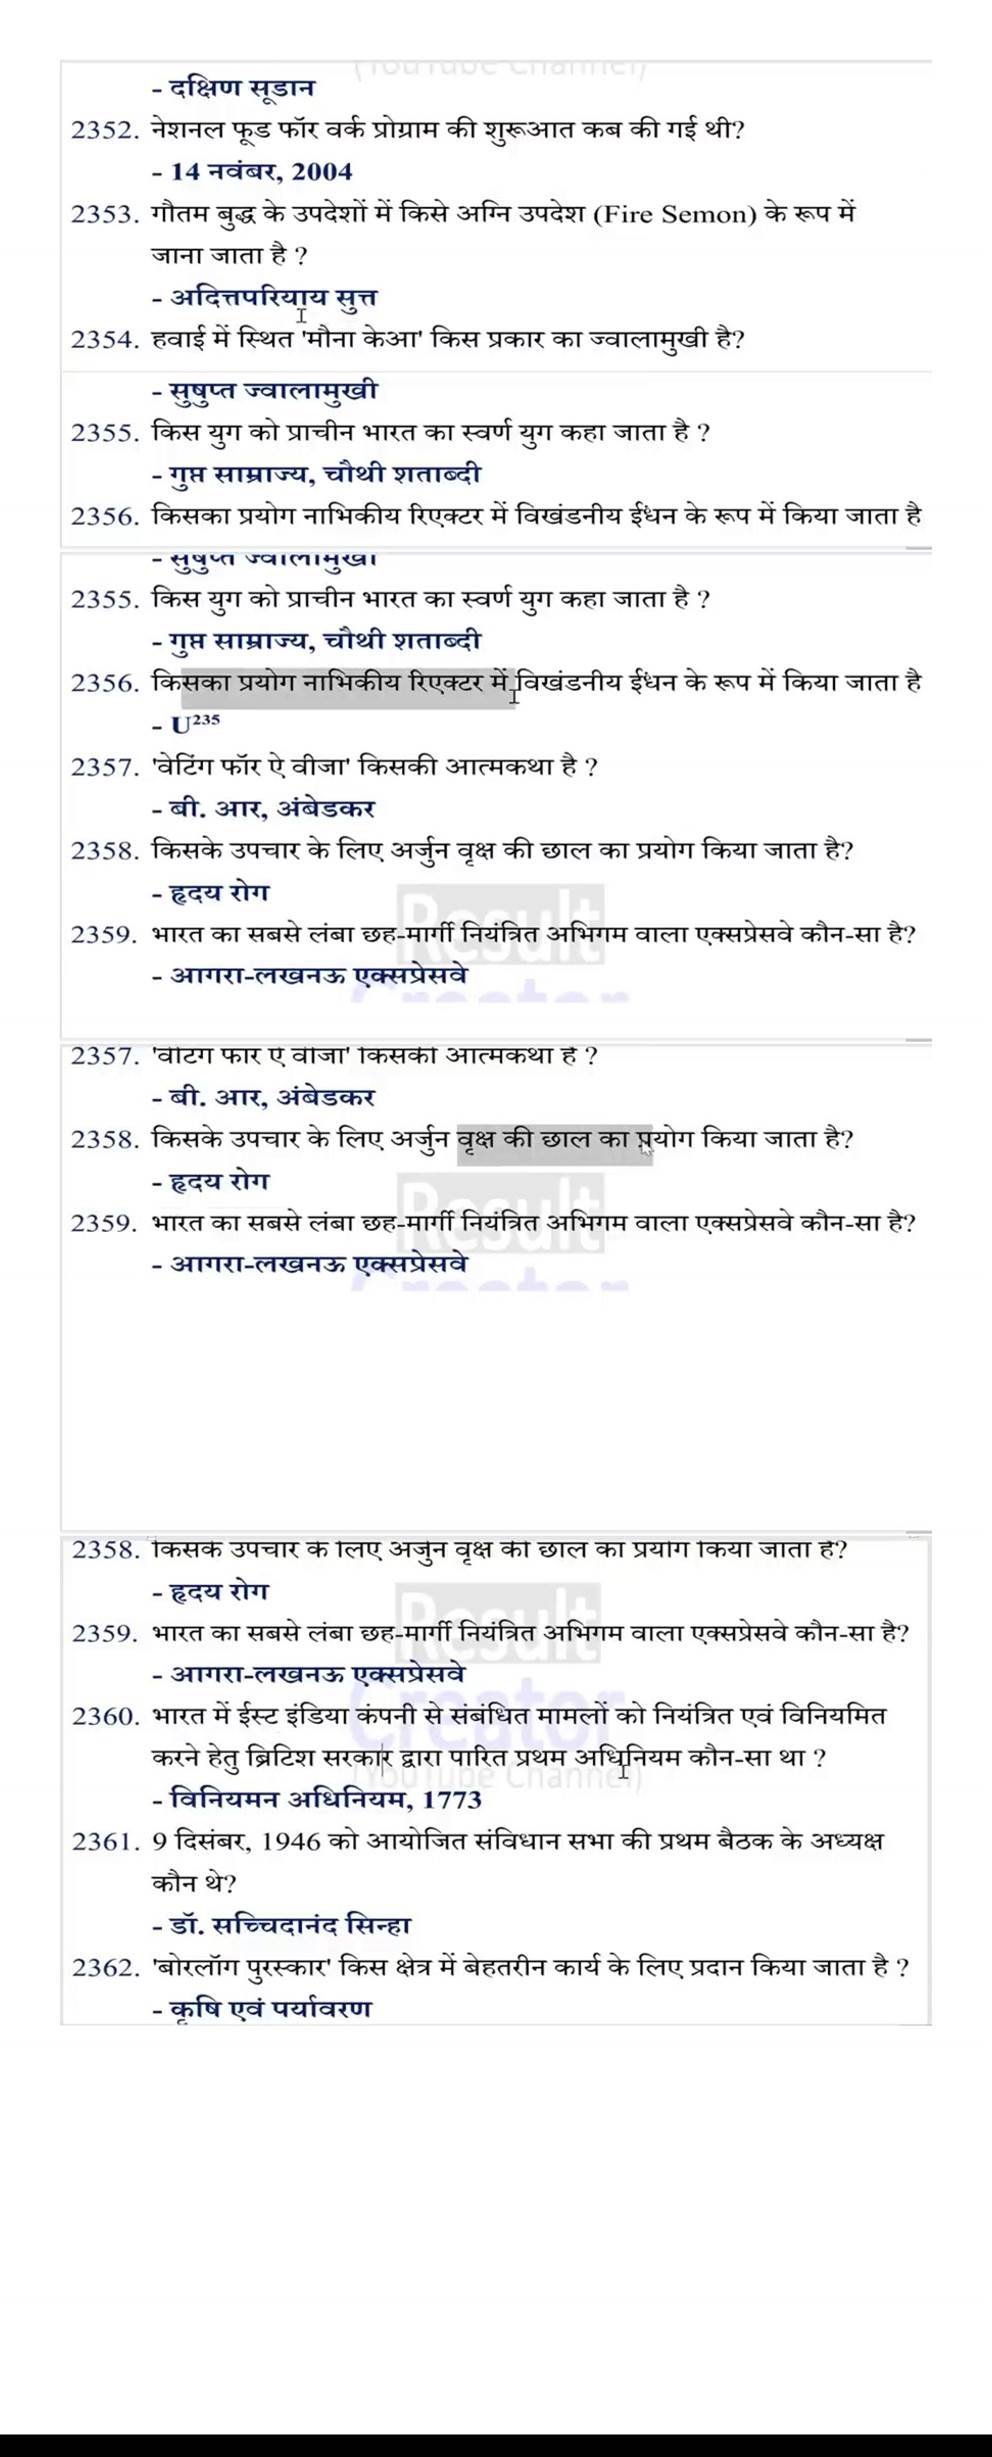 (YouTube Channel)
- दक्षिण सूडान
2352. नेशनल फूड फॉर वर्क प्रोग्राम की शुरूआत कब की गई थी?
- 14 नवंबर, 2004
2353. गौतम बुद्ध के उपदेशों में किसे अग्नि उपदेश (Fire Semon) के रूप में
जाना जाता है ?
- अदित्तपरियाय सुत्त
2354. हवाई में स्थित 'मौना केआ' किस प्रकार का ज्वालामुखी है?
- सुषुप्त ज्वालामुखी
2355. किस युग को प्राचीन भारत का स्वर्ण युग कहा जाता है ?
- गुप्त साम्राज्य, चौथी शताब्दी
2356. किसका प्रयोग नाभिकीय रिएक्टर में विखंडनीय ईंधन के रूप में किया जाता है
- सुषुप्त ज्वालामुखी
2355. किस युग को प्राचीन भारत का स्वर्ण युग कहा जाता है ?
- गुप्त साम्राज्य, चौथी शताब्दी
2356. किसका प्रयोग नाभिकीय रिएक्टर में विखंडनीय ईंधन के रूप में किया जाता है
- U²³⁵
2357. 'वेटिंग फॉर ऐ वीजा' किसकी आत्मकथा है ?
- बी. आर, अंबेडकर
2358. किसके उपचार के लिए अर्जुन वृक्ष की छाल का प्रयोग किया जाता है?
- हृदय रोग
Result
2359. भारत का सबसे लंबा छह-मार्गी नियंत्रित अभिगम वाला एक्सप्रेसवे कौन-सा है?
- आगरा-लखनऊ एक्सप्रेसवे
Creator
2357. 'वेटिंग फॉर ऐ वीजा' किसकी आत्मकथा है ?
- बी. आर, अंबेडकर
2358. किसके उपचार के लिए अर्जुन वृक्ष की छाल का प्रयोग किया जाता है?
- हृदय रोग
Result
2359. भारत का सबसे लंबा छह-मार्गी नियंत्रित अभिगम वाला एक्सप्रेसवे कौन-सा है?
- आगरा-लखनऊ एक्सप्रेसवे
Creator
2358. किसके उपचार के लिए अर्जुन वृक्ष की छाल का प्रयोग किया जाता है?
- हृदय रोग
Result
2359. भारत का सबसे लंबा छह-मार्गी नियंत्रित अभिगम वाला एक्सप्रेसवे कौन-सा है?
- आगरा-लखनऊ एक्सप्रेसवे
Creator
2360. भारत में ईस्ट इंडिया कंपनी से संबंधित मामलों को नियंत्रित एवं विनियमित
करने हेतु ब्रिटिश सरकार द्वारा पारित प्रथम अधिनियम कौन-सा था ?
(YouTube Channel)
- विनियमन अधिनियम, 1773
2361. 9 दिसंबर, 1946 को आयोजित संविधान सभा की प्रथम बैठक के अध्यक्ष
कौन थे?
- डॉ. सच्चिदानंद सिन्हा
2362. 'बोरलॉग पुरस्कार' किस क्षेत्र में बेहतरीन कार्य के लिए प्रदान किया जाता है ?
- कृषि एवं पर्यावरण